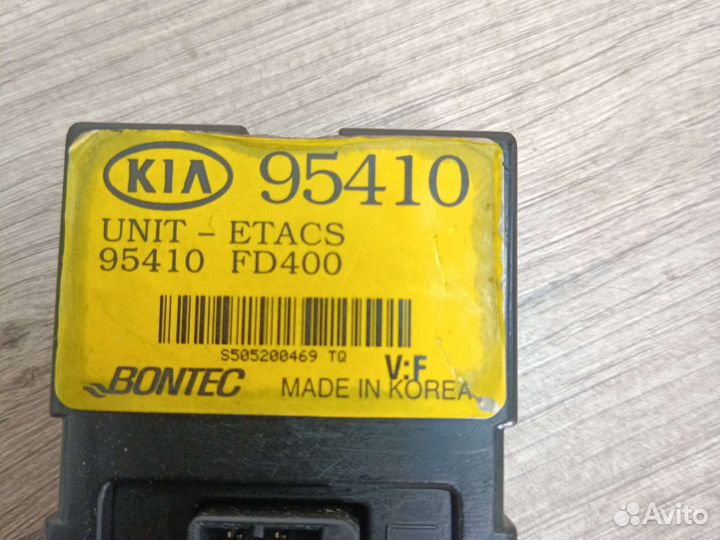 KIA 95410
UNIT - ETACS
95410 FD400
S505200469 TQ
V:F
BONTEC MADE IN KOREA
Avito